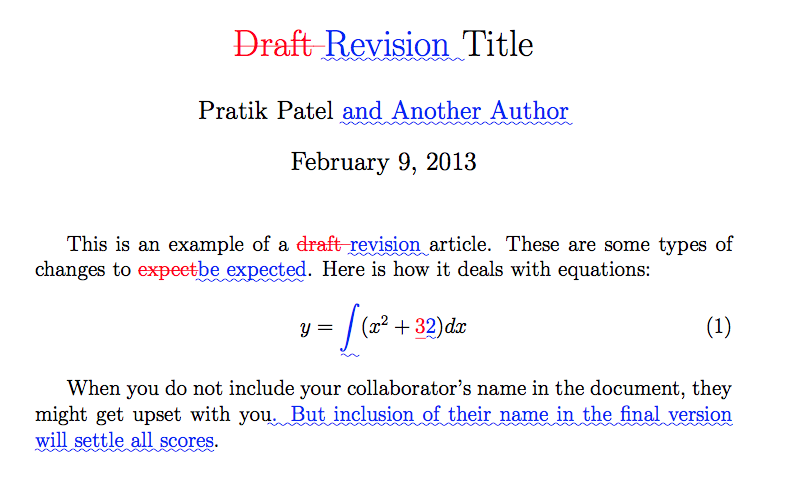 Draft Revision Title
Pratik Patel and Another Author
February 9, 2013
This is an example of a draft revision article. These are some types of
changes to expectbe expected. Here is how it deals with equations:
y = ∫(x² + 32)dx (1)
When you do not include your collaborator's name in the document, they
might get upset with you. But inclusion of their name in the final version
will settle all scores.